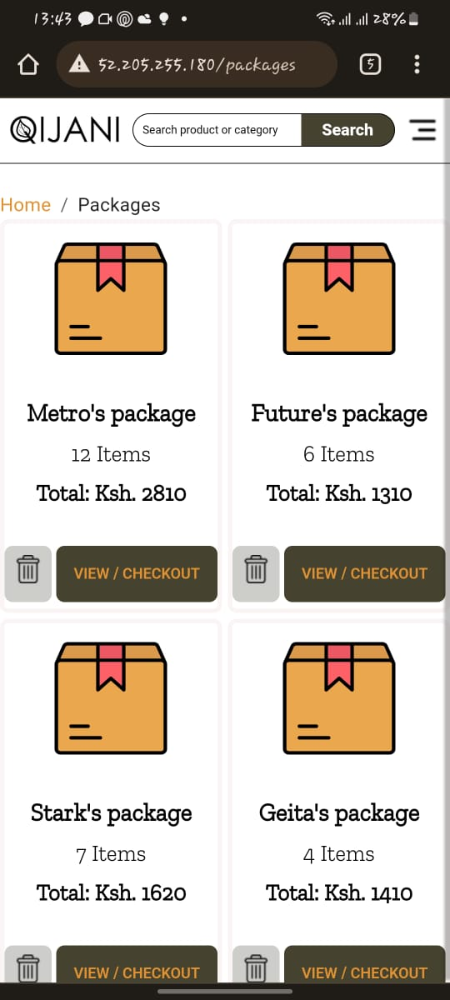 13:43 28%
52.205.255.180/packages 5
QIJANI Search product or category Search
Home / Packages
Metro's package
12 Items
Total: Ksh. 2810
VIEW / CHECKOUT
Future's package
6 Items
Total: Ksh. 1310
VIEW / CHECKOUT
Stark's package
7 Items
Total: Ksh. 1620
VIEW / CHECKOUT
Geita's package
4 Items
Total: Ksh. 1410
VIEW / CHECKOUT